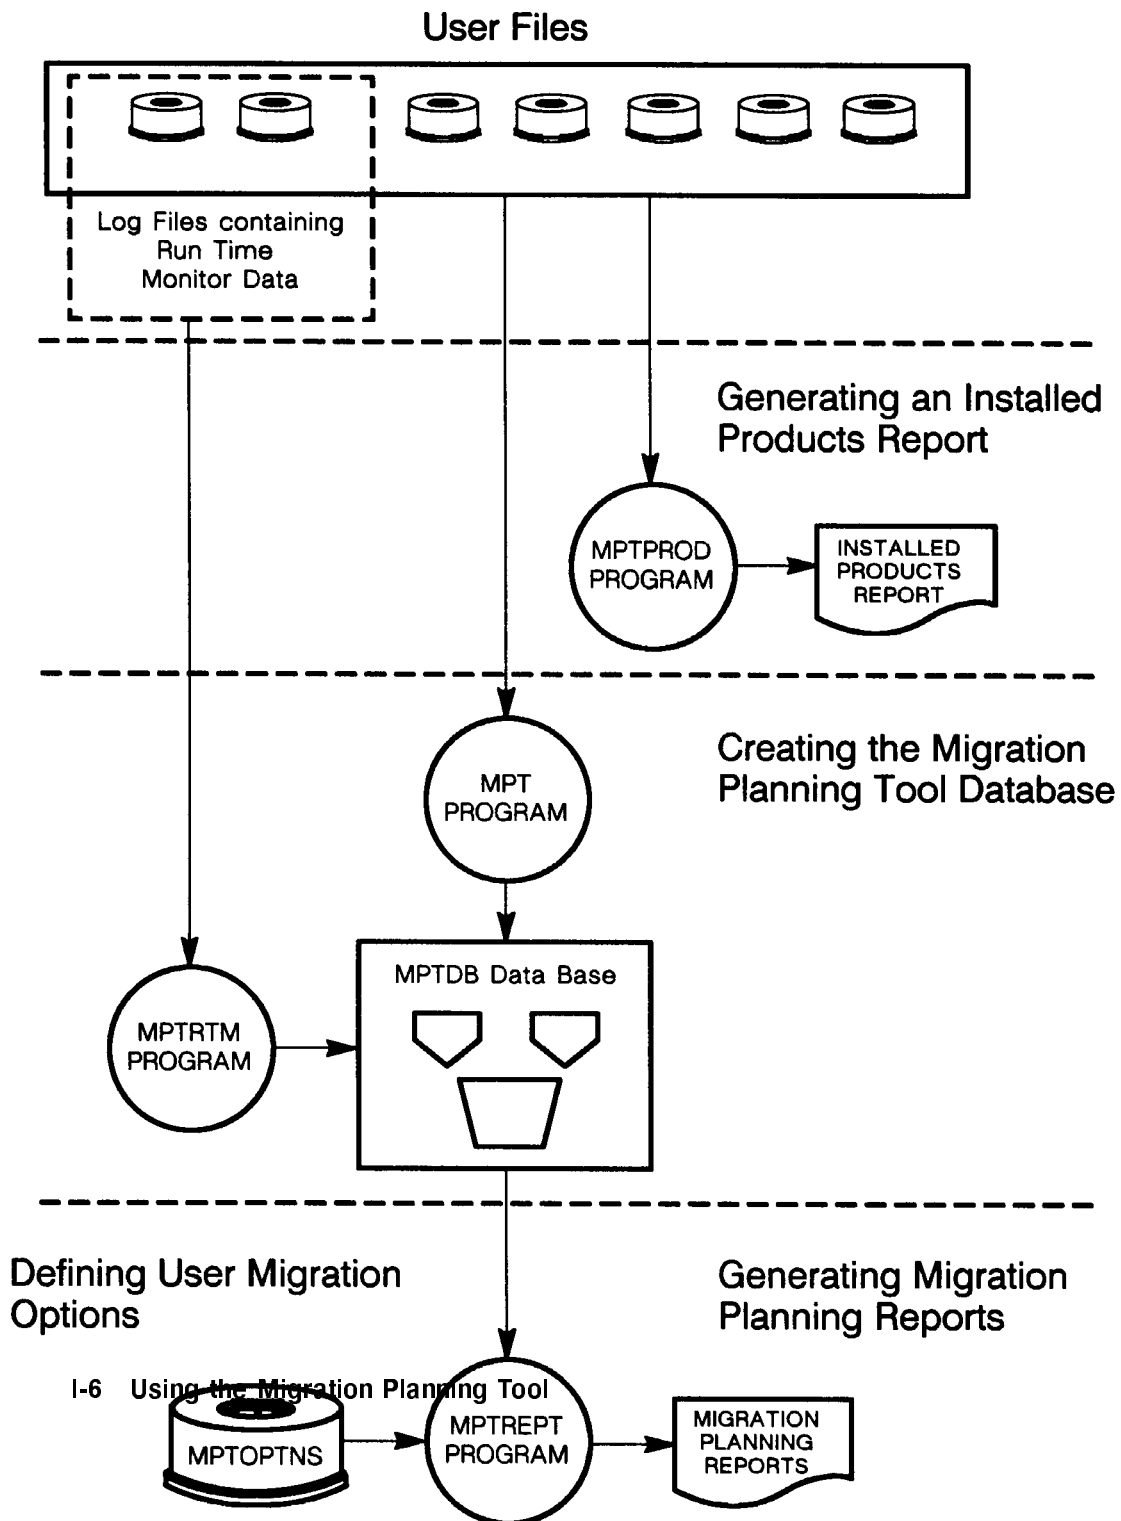 User Files
Log Files containing
Run Time
Monitor Data
Generating an Installed
Products Report
MPTPROD
PROGRAM
INSTALLED
PRODUCTS
REPORT
Creating the Migration
Planning Tool Database
MPT
PROGRAM
MPTDB Data Base
MPTRTM
PROGRAM
Defining User Migration
Options
Generating Migration
Planning Reports
I-6 Using the Migration Planning Tool
MPTOPTNS
MPTREPT
PROGRAM
MIGRATION
PLANNING
REPORTS